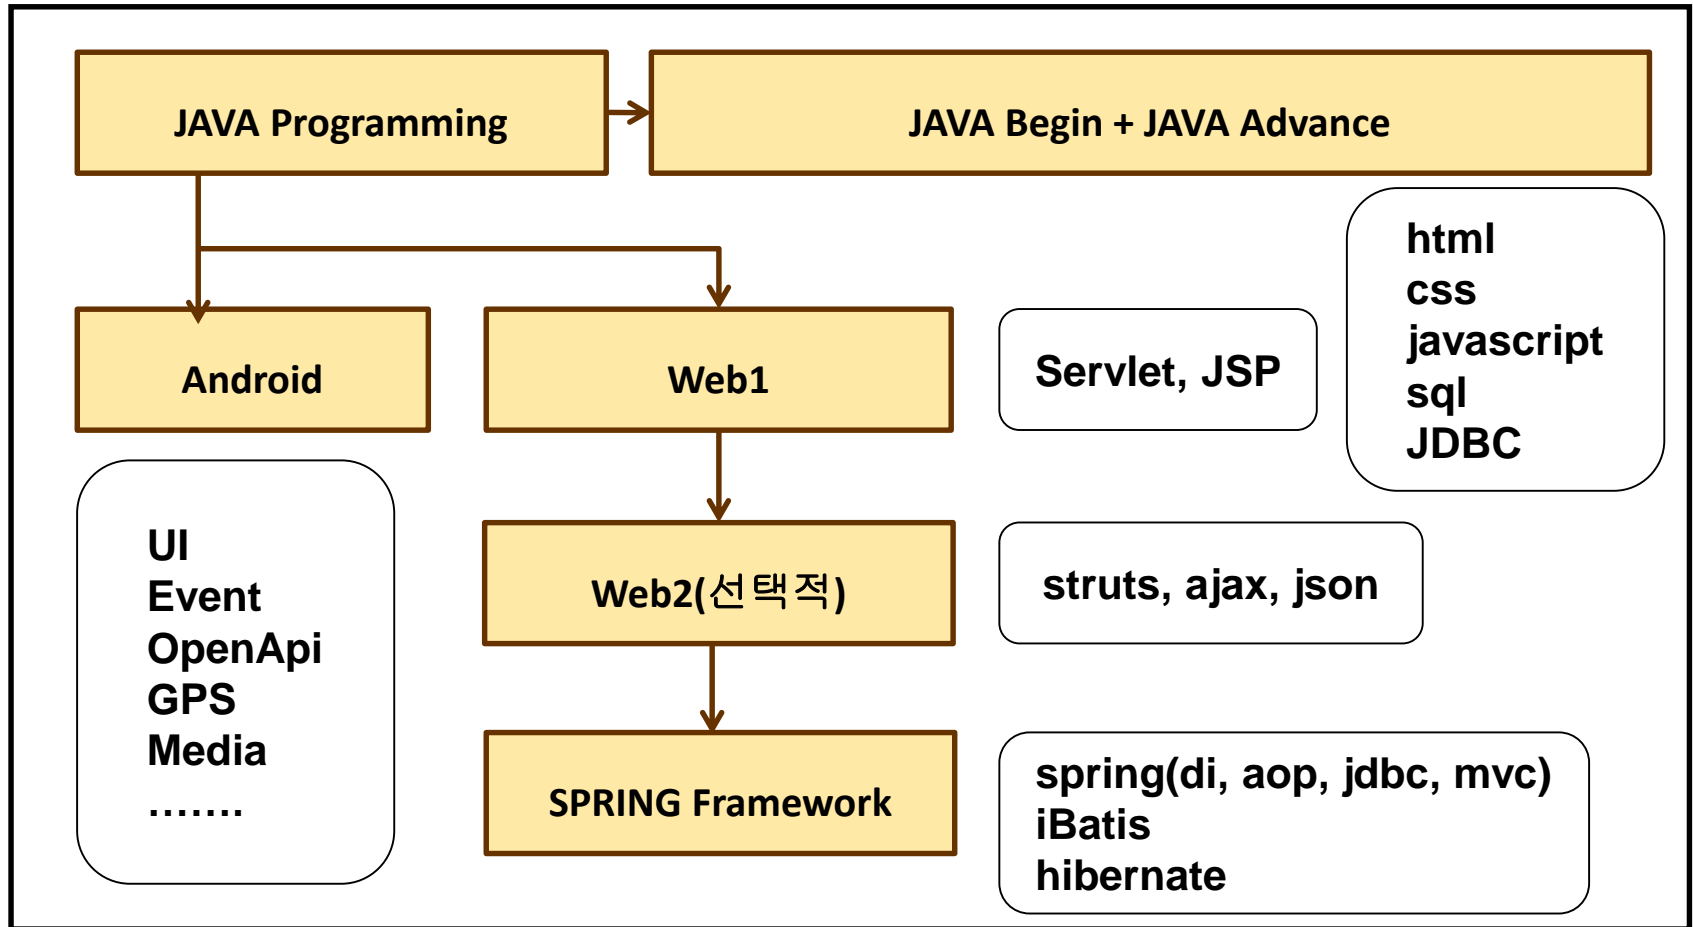 JAVA Programming
JAVA Begin + JAVA Advance
html
css
javascript
sql
JDBC
Android
Web1
Servlet, JSP
UI
Event
OpenApi
GPS
Media
.......
Web2(선택적)
struts, ajax, json
SPRING Framework
spring(di, aop, jdbc, mvc)
iBatis
hibernate